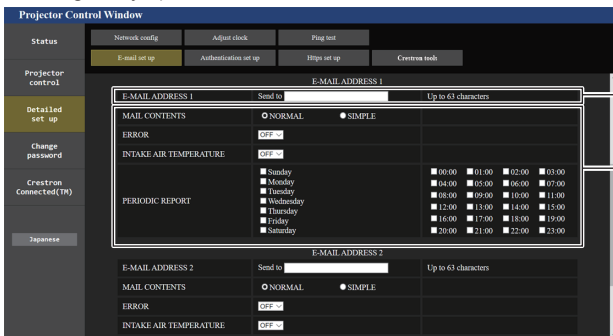 Projector Control Window
Status
Projector
control
Detailed
set up
Change
password
Crestron
Connected(TM)
Japanese
Network config Adjust clock Ping test
E-mail set up Authentication set up Https set up Crestron tools
E-MAIL ADDRESS 1
E-MAIL ADDRESS 1 Send to Up to 63 characters
MAIL CONTENTS NORMAL SIMPLE
ERROR OFF
INTAKE AIR TEMPERATURE OFF
PERIODIC REPORT
Sunday
Monday
Tuesday
Wednesday
Thursday
Friday
Saturday
00:00 01:00 02:00 03:00
04:00 05:00 06:00 07:00
08:00 09:00 10:00 11:00
12:00 13:00 14:00 15:00
16:00 17:00 18:00 19:00
20:00 21:00 22:00 23:00
E-MAIL ADDRESS 2
E-MAIL ADDRESS 2 Send to Up to 63 characters
MAIL CONTENTS NORMAL SIMPLE
ERROR OFF
INTAKE AIR TEMPERATURE OFF